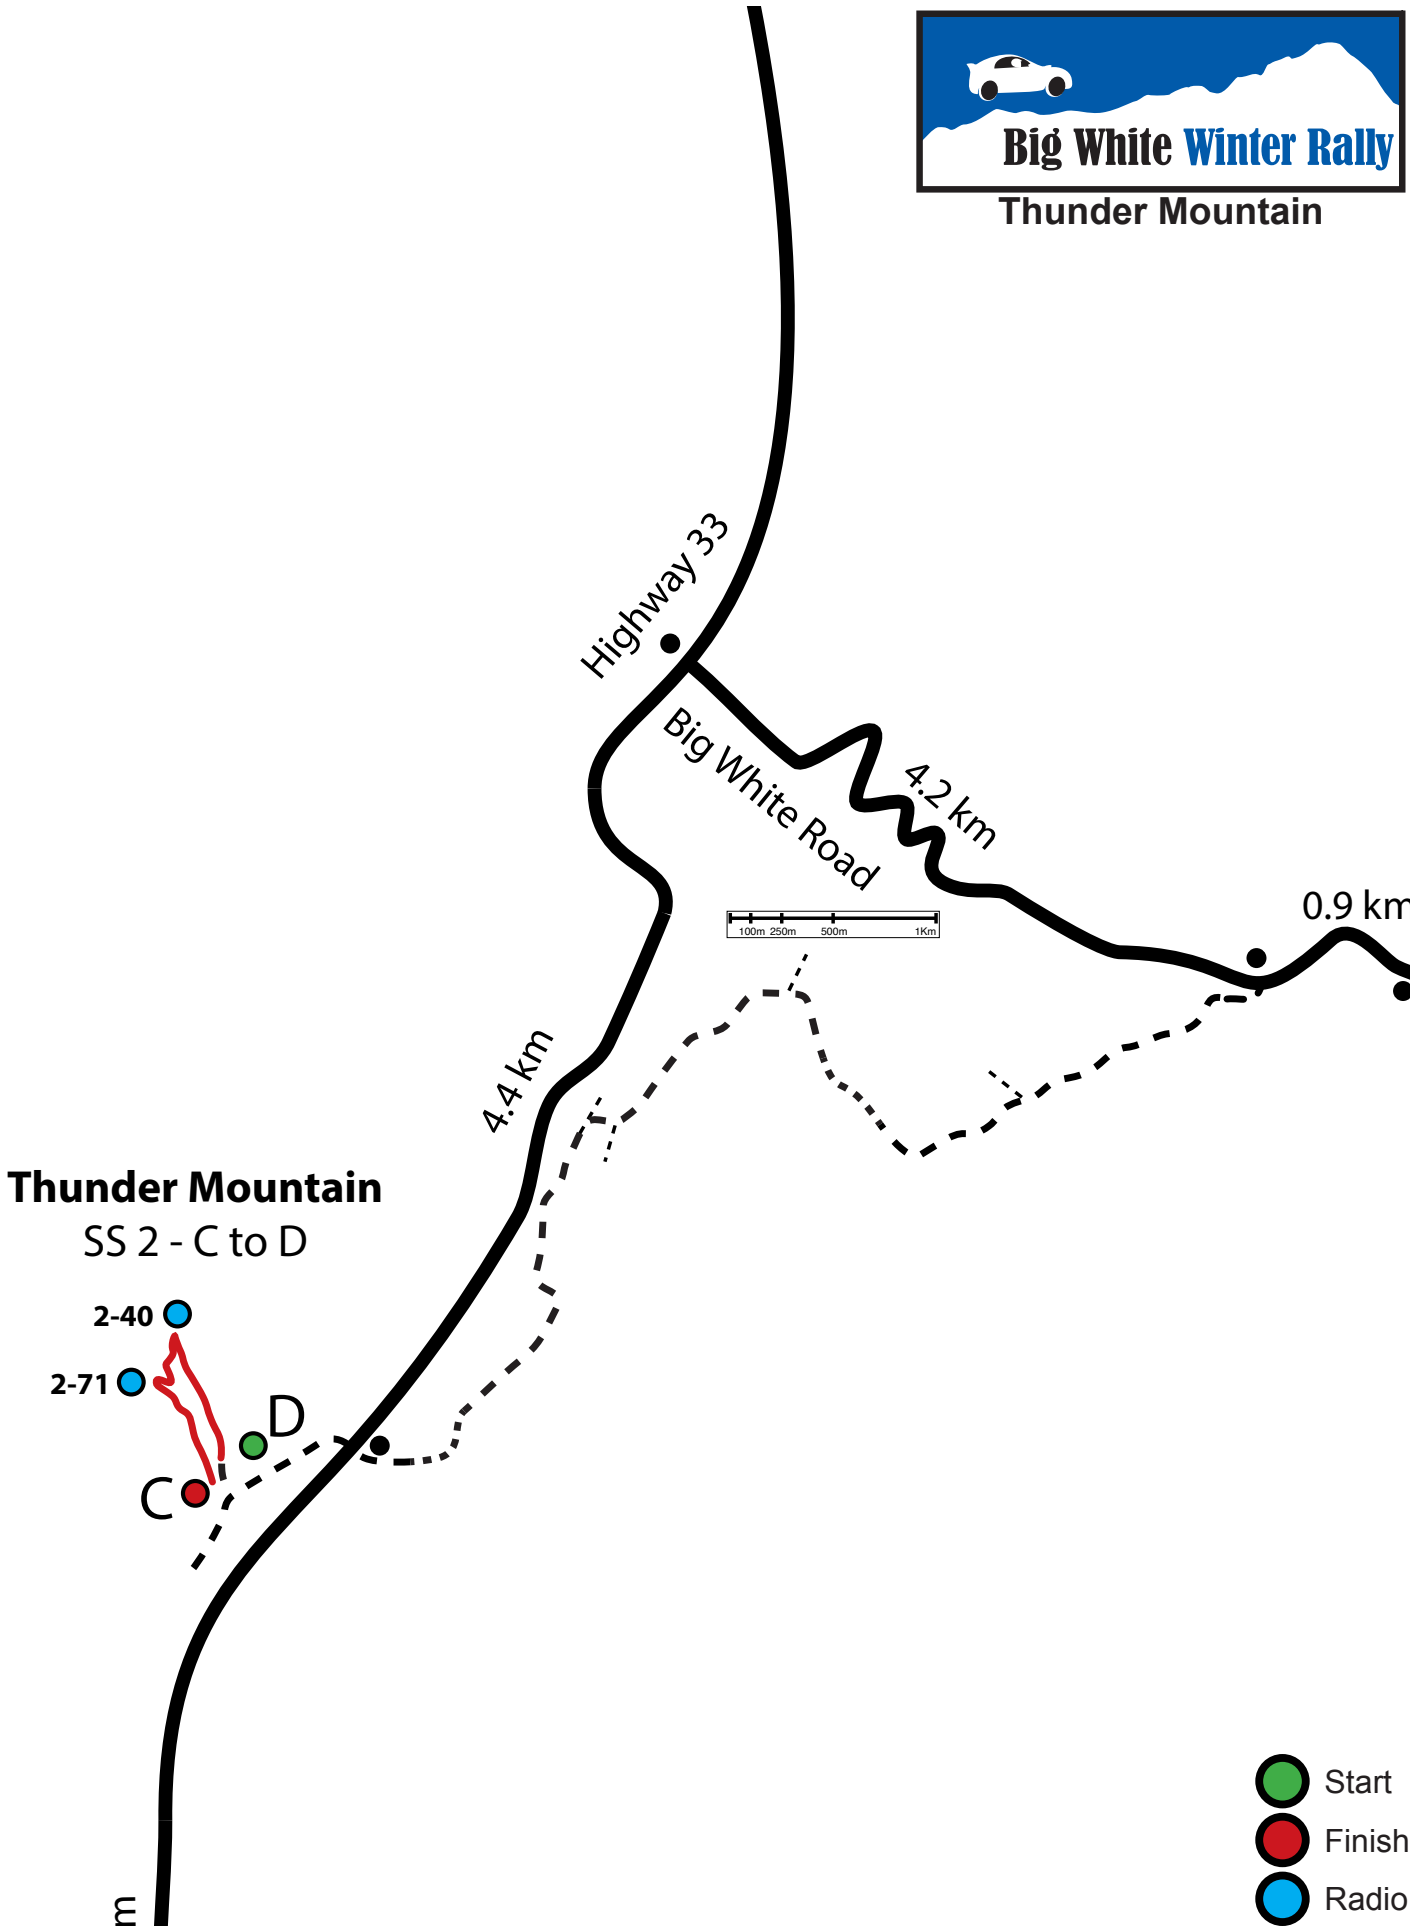 Big White Winter Rally
Thunder Mountain
Highway 33
Big White Road
4.2 km
0.9 km
100m 250m 500m 1Km
4.4 km
Thunder Mountain
SS 2 - C to D
2-40
2-71
D
C
Start
Finish
Radio
m